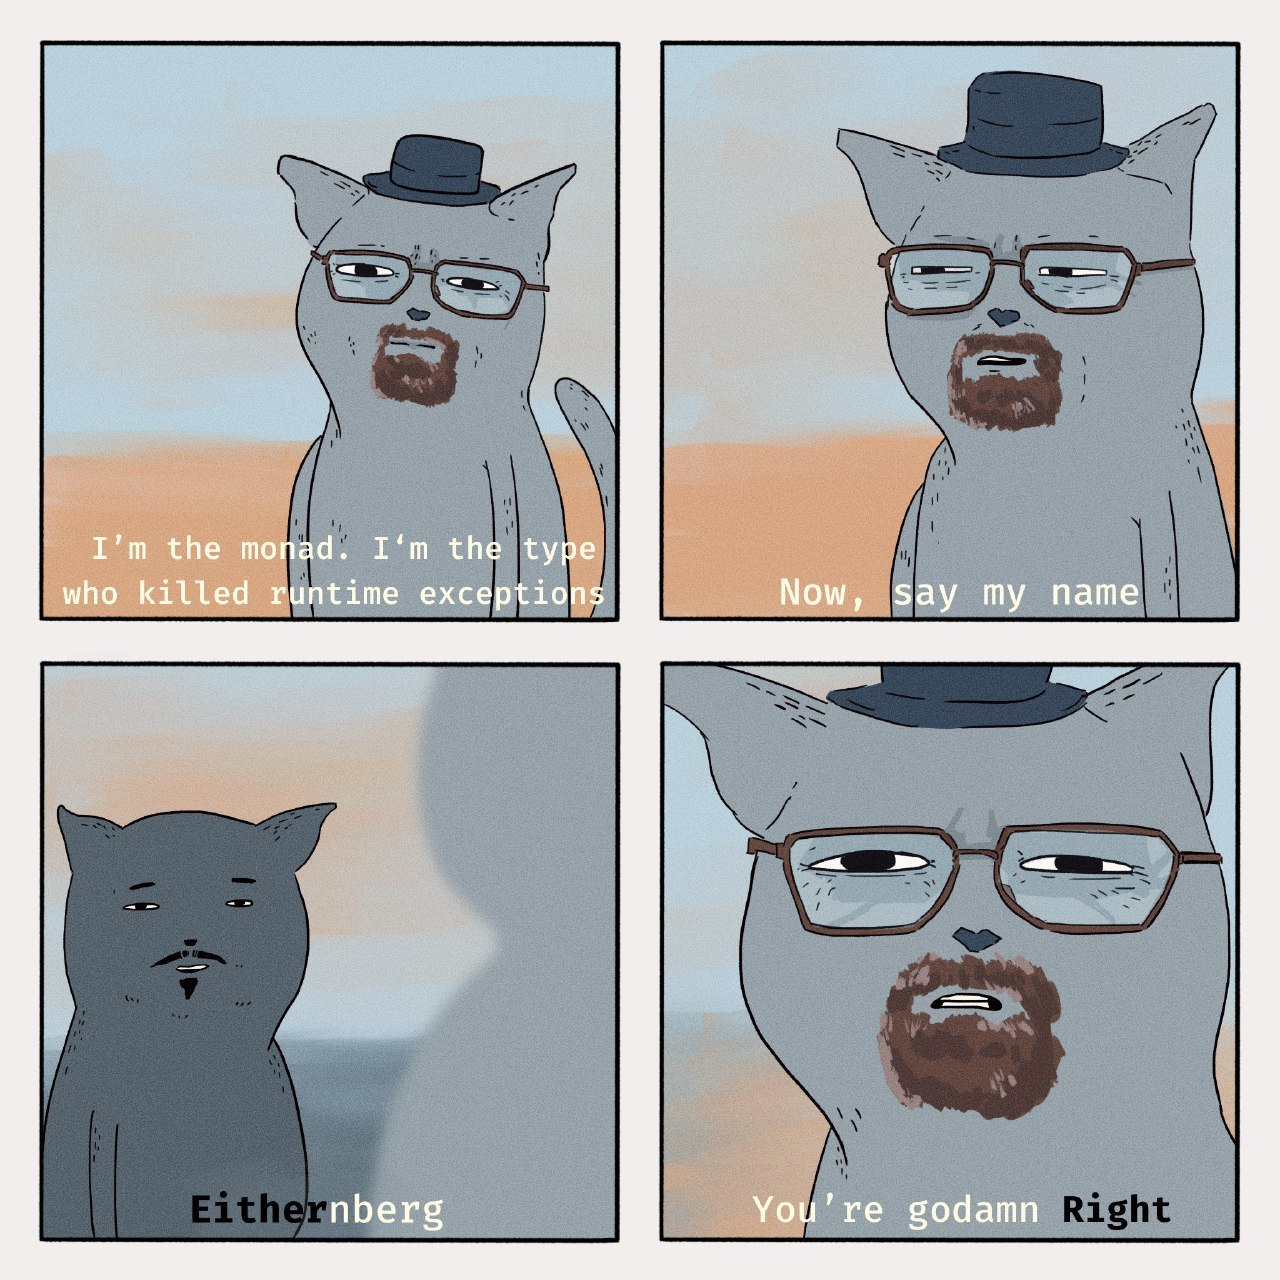 I’m the monad. I‘m the type
who killed runtime exceptions
Now, say my name
Eithernberg
You’re godamn Right